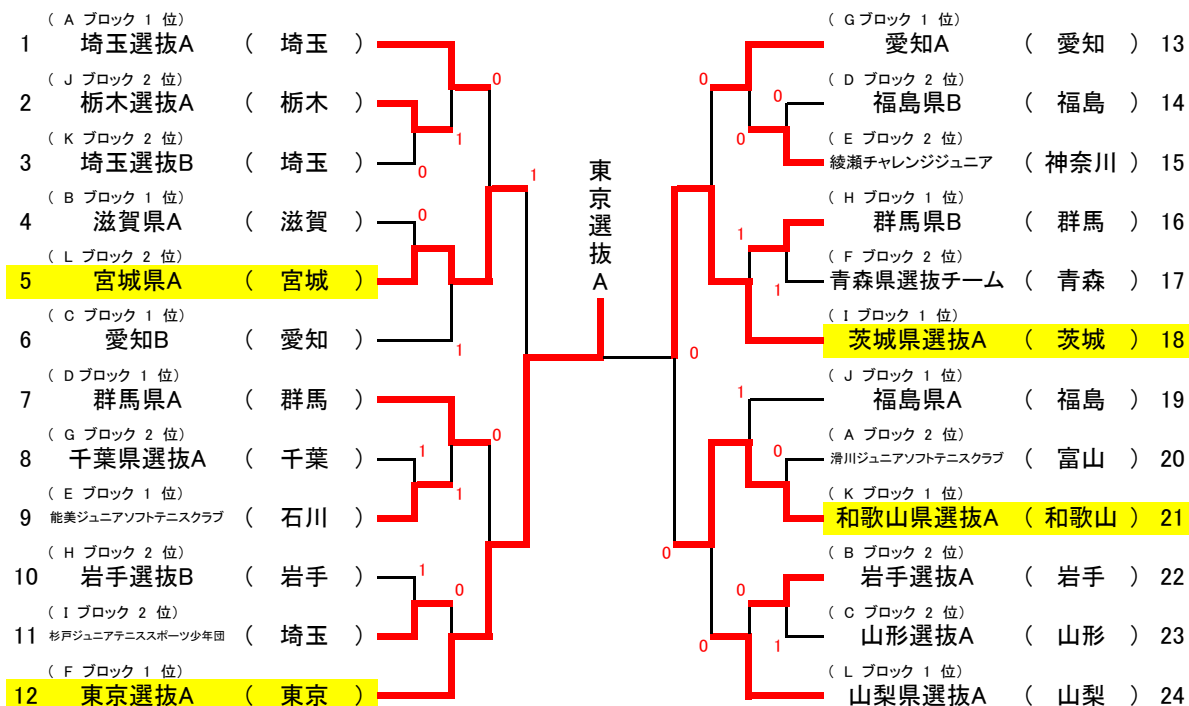 ( A ブロック 1 位)
1 埼玉選抜A ( 埼玉 )
( J ブロック 2 位)
2 栃木選抜A ( 栃木 )
( K ブロック 2 位)
3 埼玉選抜B ( 埼玉 )
( B ブロック 1 位)
4 滋賀県A ( 滋賀 )
( L ブロック 2 位)
5 宮城県A ( 宮城 )
( C ブロック 1 位)
6 愛知B ( 愛知 )
( D ブロック 1 位)
7 群馬県A ( 群馬 )
( G ブロック 2 位)
8 千葉県選抜A ( 千葉 )
( E ブロック 1 位)
9 能美ジュニアソフトテニスクラブ ( 石川 )
( H ブロック 2 位)
10 岩手選抜B ( 岩手 )
( I ブロック 2 位)
11 杉戸ジュニアテニススポーツ少年団 ( 埼玉 )
( F ブロック 1 位)
12 東京選抜A ( 東京 )
0
1
0
0
1
1
0
1
1
1
0
東京選抜A
0
0
0
1
1
0
1
0
0
0
1
0
( G ブロック 1 位)
愛知A ( 愛知 ) 13
( D ブロック 2 位)
福島県B ( 福島 ) 14
( E ブロック 2 位)
綾瀬チャレンジジュニア ( 神奈川 ) 15
( H ブロック 1 位)
群馬県B ( 群馬 ) 16
( F ブロック 2 位)
青森県選抜チーム ( 青森 ) 17
( I ブロック 1 位)
茨城県選抜A ( 茨城 ) 18
( J ブロック 1 位)
福島県A ( 福島 ) 19
( A ブロック 2 位)
滑川ジュニアソフトテニスクラブ ( 富山 ) 20
( K ブロック 1 位)
和歌山県選抜A ( 和歌山 ) 21
( B ブロック 2 位)
岩手選抜A ( 岩手 ) 22
( C ブロック 2 位)
山形選抜A ( 山形 ) 23
( L ブロック 1 位)
山梨県選抜A ( 山梨 ) 24